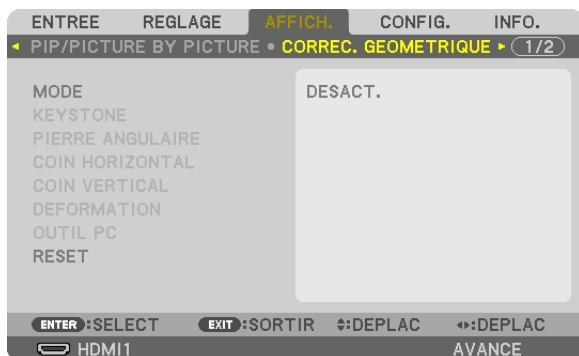 ENTREE REGLAGE AFFICH. CONFIG. INFO.
PIP/PICTURE BY PICTURE • CORREC. GEOMETRIQUE 1/2
MODE DESACT.
KEYSTONE
PIERRE ANGULAIRE
COIN HORIZONTAL
COIN VERTICAL
DEFORMATION
OUTIL PC
RESET
ENTER:SELECT EXIT:SORTIR :DEPLAC :DEPLAC
HDMI1 AVANCE